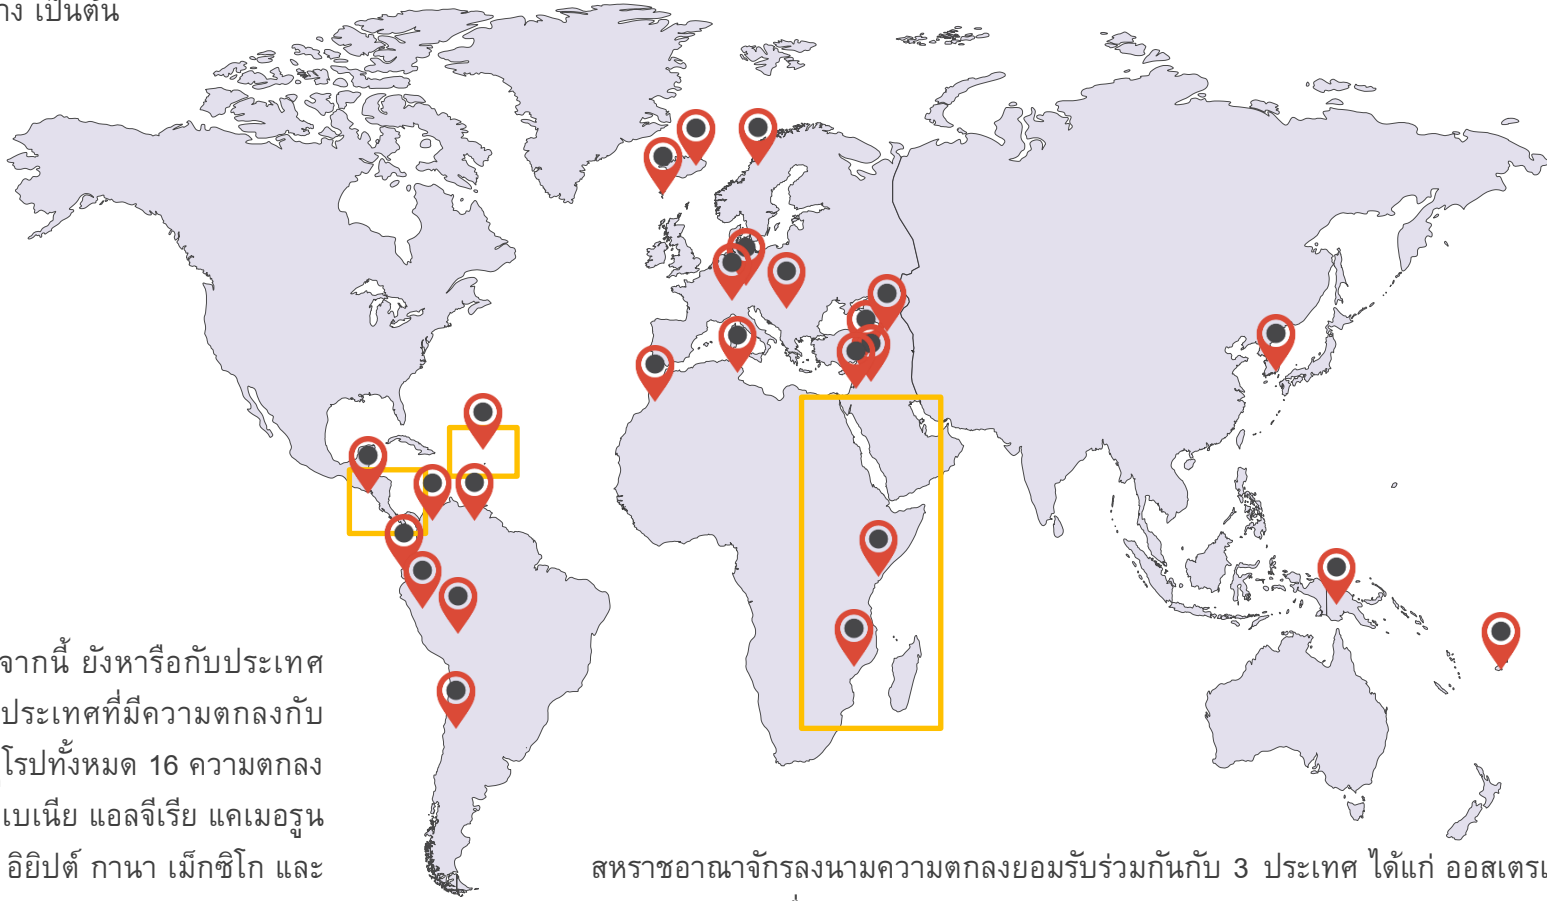 เป็นต้น
จากนี้ ยังหารือกับประเทศ
ประเทศที่มีความตกลงกับ
โรปทั้งหมด 16 ความตกลง
เบเนีย แอลจีเรีย แคเมอรูน
อิยิปต์ กานา เม็กซิโก และ
สหราชอาณาจักรลงนามความตกลงยอมรับร่วมกันกับ 3 ประเทศ ได้แก่ ออสเตรเ